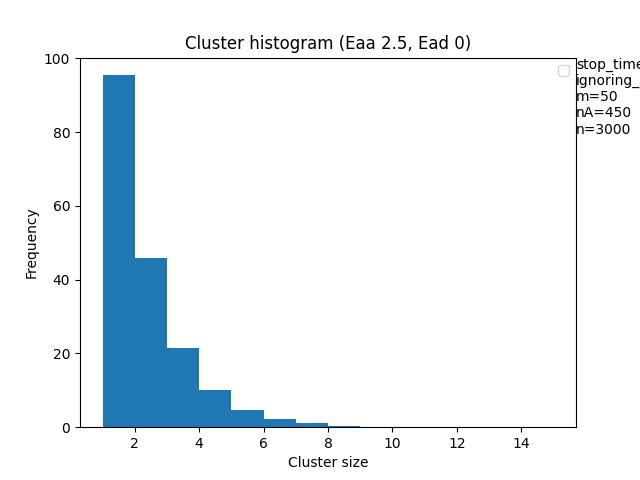 Cluster histogram (Eaa 2.5, Ead 0)
stop_time
ignoring_
m=50
nA=450
n=3000
100
80
60
40
20
0
Frequency
2 4 6 8 10 12 14
Cluster size